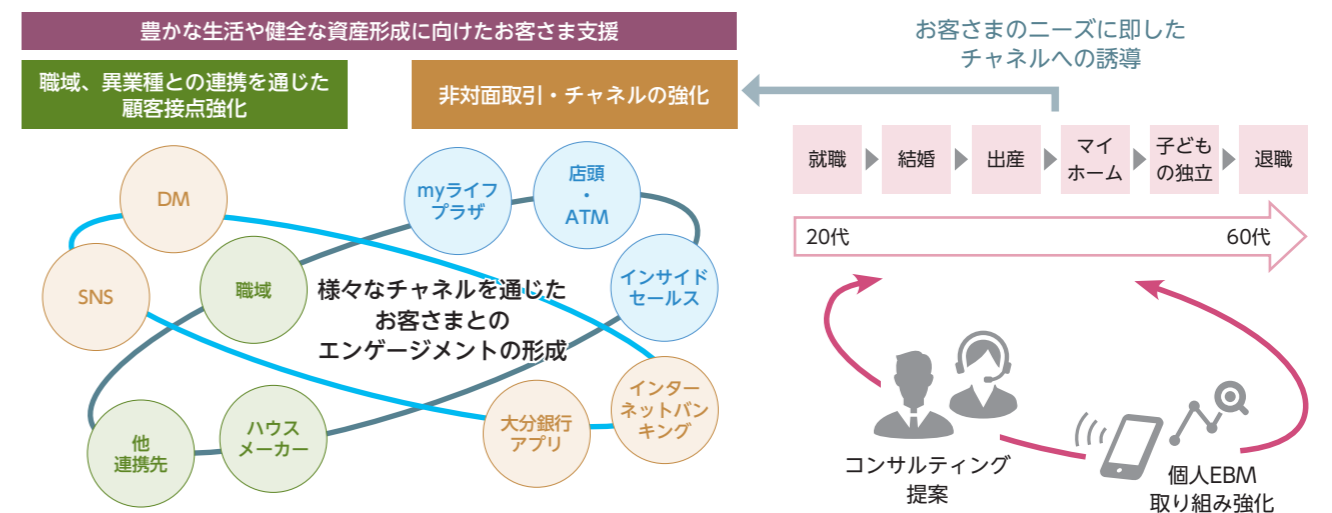 豊かな生活や健全な資産形成に向けたお客さま支援
職域、異業種との連携を通じた
顧客接点強化
非対面取引・チャネルの強化
DM
SNS
職域
他
連携先
ハウス
メーカー
myライフ
プラザ
店頭
・
ATM
インサイド
セールス
インター
ネットバン
キング
大分銀行
アプリ
様々なチャネルを通じた
お客さまとの
エンゲージメントの形成
お客さまのニーズに即した
チャネルへの誘導
就職
結婚
出産
マイ
ホーム
子ども
の独立
退職
20代
60代
コンサルティング
提案
個人EBM
取り組み強化